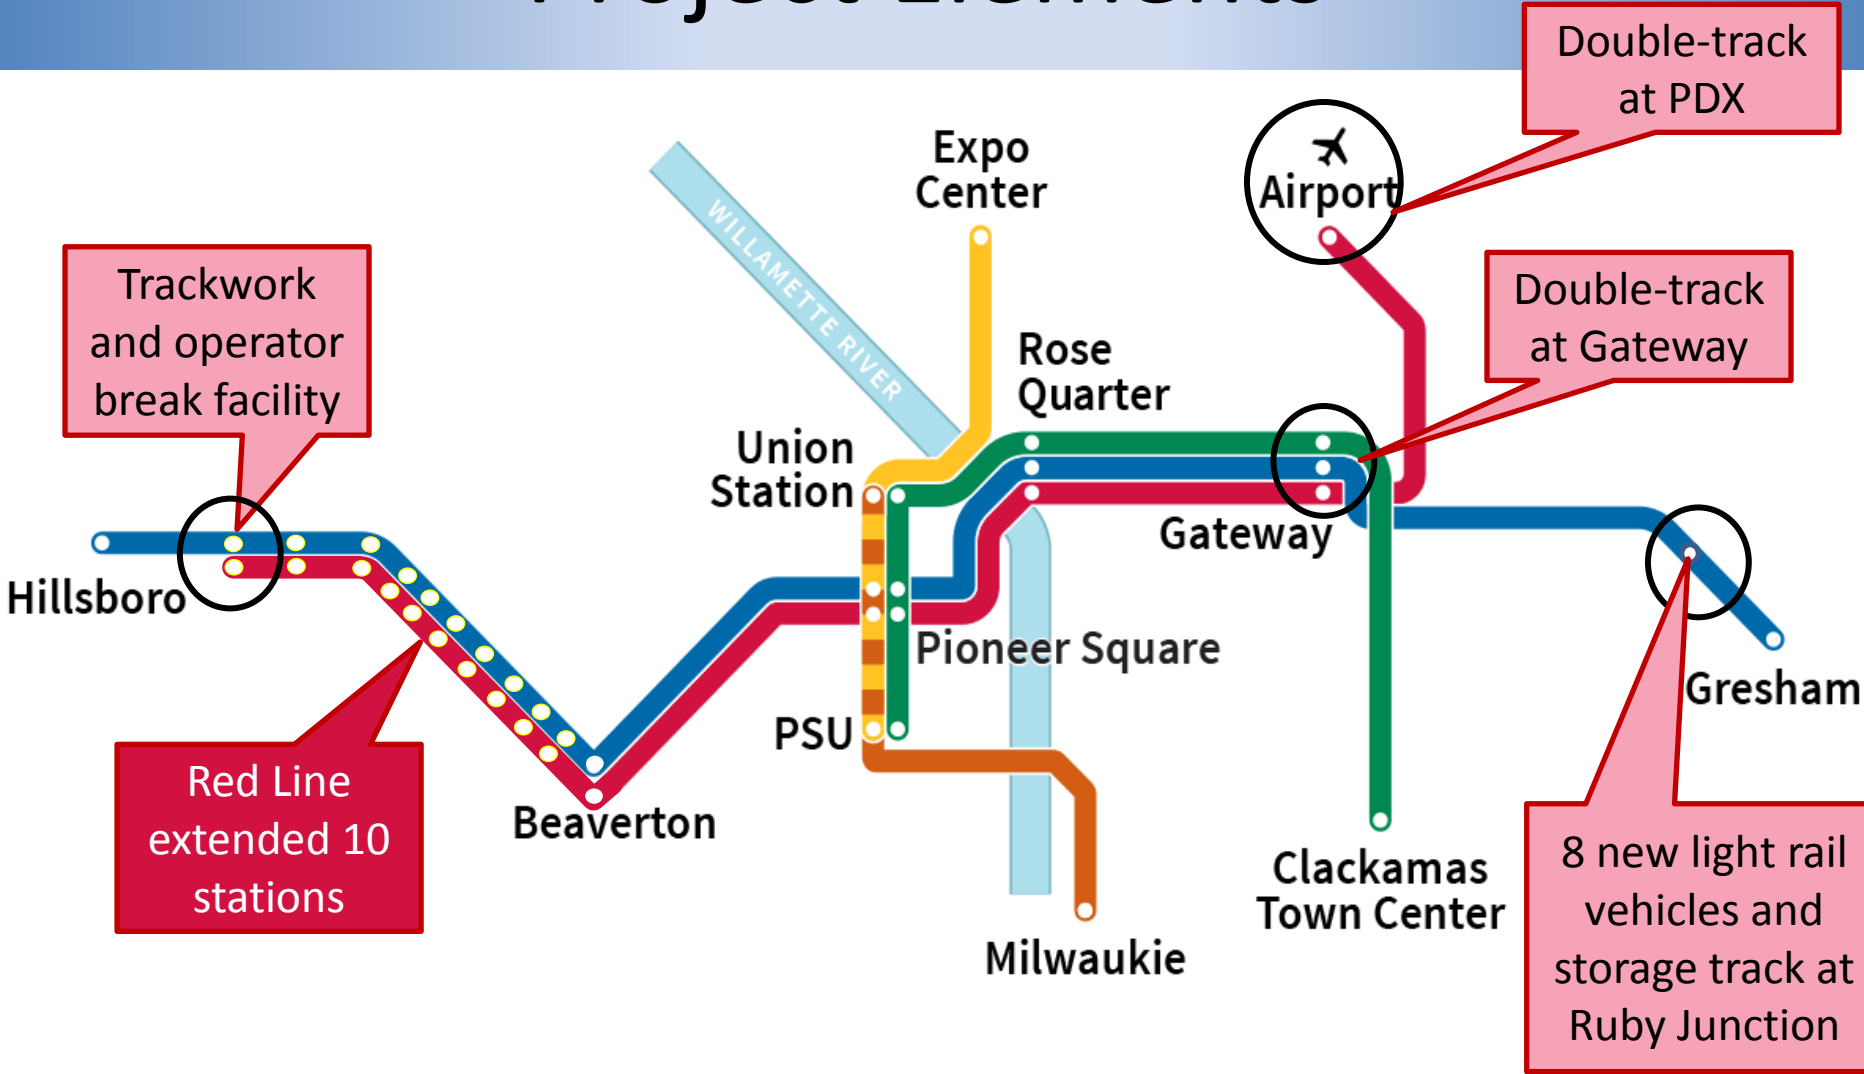 Project Elements
Double-track
at PDX
Expo
Center
Airport
WILLAMETTE RIVER
Trackwork
and operator
break facility
Double-track
at Gateway
Rose
Quarter
Union
Station
Gateway
Hillsboro
Pioneer Square
Gresham
PSU
Red Line
extended 10
stations
Beaverton
Clackamas
Town Center
8 new light rail
vehicles and
storage track at
Ruby Junction
Milwaukie